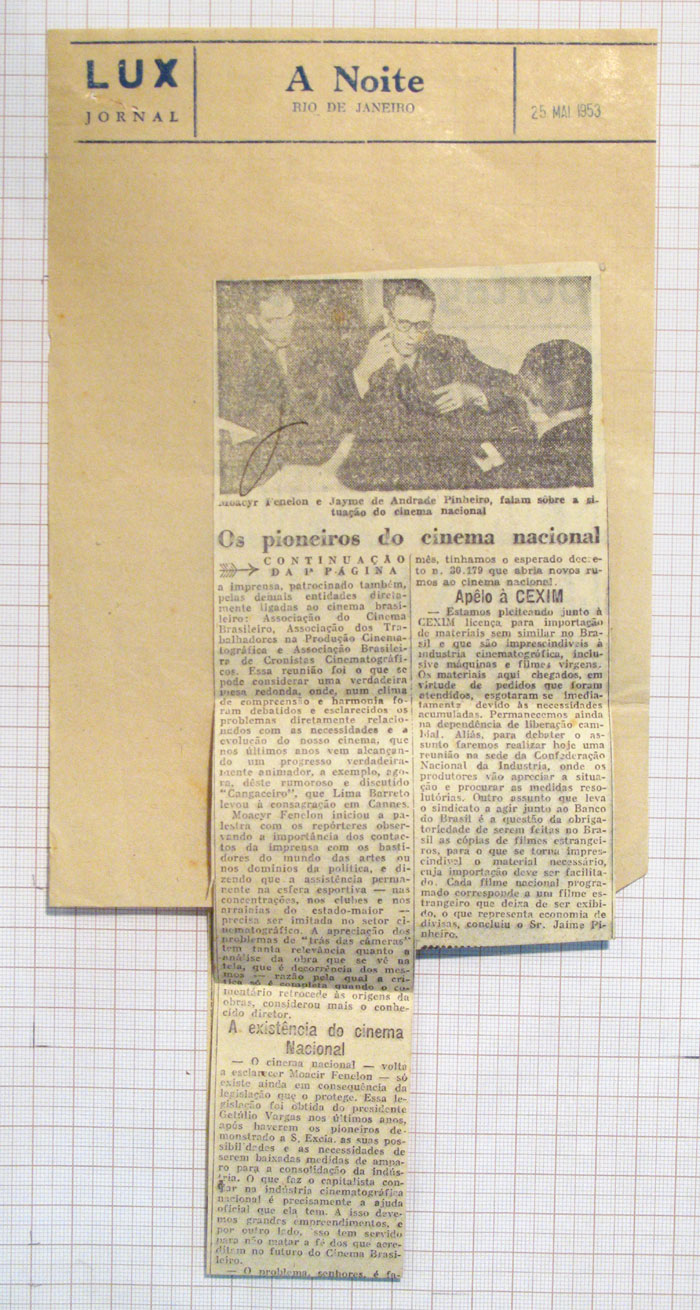 LUX
JORNAL
A Noite
RIO DE JANEIRO
25 MAI 1953
Moacyr Fenelon e Jayme de Andrade Pinheiro, falam sôbre a si-
tuação do cinema nacional
Os pioneiros do cinema nacional
CONTINUAÇÃO
DA 1ª PÁGINA
a imprensa, patrocinado também,
pelas demais entidades direta-
mente ligadas ao cinema brasi-
leiro: Associação do Cinema
Brasileiro, Associação dos Tra-
balhadores na Produção Cinema-
tográfica e Associação Brasilei-
ra de Cronistas Cinematográfi-
cos. Essa reunião foi o que se
pode considerar uma verdadeira
mesa redonda, onde, num clima
de compreensão e harmonia fo-
ram debatidos e esclarecidos os
problemas diretamente relacio-
nados com as necessidades e a
evolução do nosso cinema, que
nos últimos anos vem alcançan-
do um progresso verdadeira-
mente animador, a exemplo, ago-
ra, dêste rumoroso e discutido
"Cangaceiro", que Lima Barreto
levou à consagração em Cannes.
Moacyr Fenelon iniciou a pa-
lestra com os repórteres obser-
vando a importância dos contac-
tos da imprensa com os basti-
dores do mundo das artes ou
nos domínios da política, e di-
zendo que a assistência perma-
nente na esfera esportiva — nas
concentrações, nos clubes e nos
arraiais do estado-maior —
precisa ser imitada no setor ci-
nematográfico. A apreciação dos
problemas de "trás das câmeras"
tem tanta relevância quanto a
análise da obra que se vê na
tela, que é decorrência dos mes-
mos — razão pela qual a crí-
tica só é completa quando o co-
mentário retrocede às origens da
obras, considerou mais o conhe-
cido diretor.
A existência do cinema
Nacional
— O cinema nacional — volta
a esclarecer Moacir Fenelon — só
existe ainda em consequência da
legislação que o protege. Essa le-
gislação foi obtida do presidente
Getúlio Vargas nos últimos anos,
após haverem os pioneiros de-
monstrado a S. Excia. as suas pos-
sibilidades e as necessidades de
serem baixadas medidas de ampa-
ro para a consolidação da indús-
tria. O que faz o capitalista con-
fiar na indústria cinematográfica
nacional é precisamente a ajuda
oficial que ela tem. A isso deve-
mos grandes empreendimentos, e
por outro lado, isso tem servido
para não matar a fé dos que acre-
ditam no futuro do Cinema Brasi-
leiro.
— O problema, senhores, é fa-
mês, tínhamos o esperado decre-
to n. 30.179 que abria novos ru-
mos ao cinema nacional.
Apêlo à CEXIM
— Estamos pleiteando junto à
CEXIM licença para importação
de materiais sem similar no Bra-
sil e que são imprescindíveis à
indústria cinematográfica, inclu-
sive máquinas e filmes virgens.
Os materiais aqui chegados, em
virtude de pedidos que foram
atendidos, esgotaram-se imedia-
tamente devido às necessidades
acumuladas. Permanecemos ainda
na dependência de liberação cam-
bial. Aliás, para debater o as-
sunto faremos realizar hoje uma
reunião na sede da Confederação
Nacional da Industria, onde os
produtores vão apreciar a situa-
ção e procurar as medidas reso-
lutórias. Outro assunto que leva
o sindicato a agir junto ao Banco
do Brasil é a questão da obriga-
toriedade de serem feitas no Bra-
sil as cópias de filmes estrangei-
ros, para o que se torna impres-
cindível o material necessário,
cuja importação deve ser facilita-
da. Cada filme nacional progra-
mado corresponde a um filme es-
trangeiro que deixa de ser exibi-
do, o que representa economia de
divisas, concluiu o Sr. Jaime Pi-
nheiro.